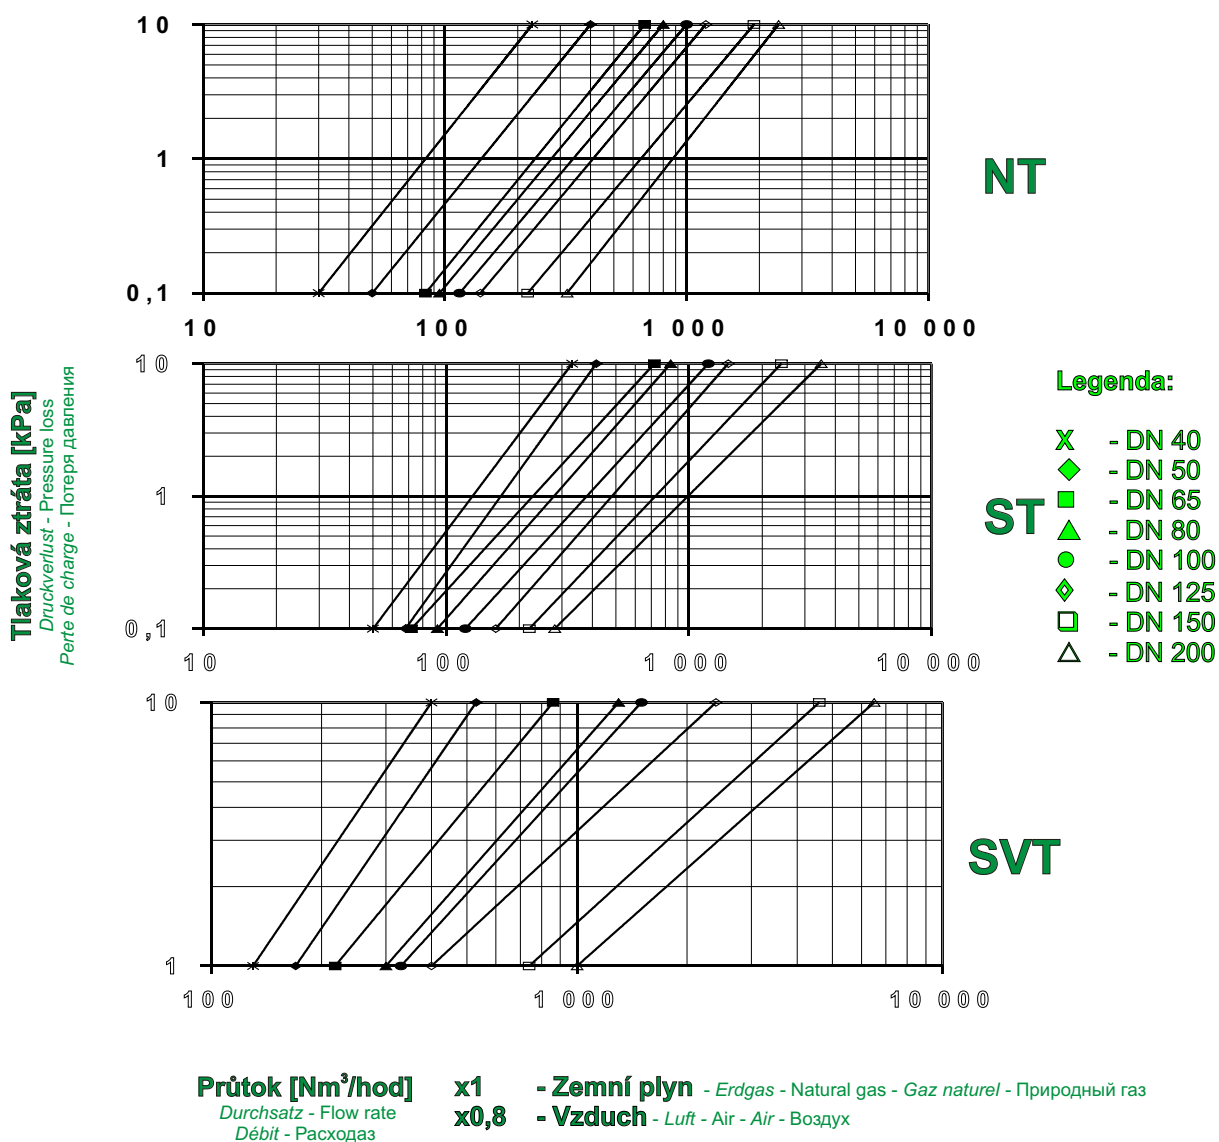 10
1
0,1
10
100
1 000
10 000
NT
10
1
0,1
10
100
1 000
10 000
ST
Tlaková ztráta [kPa]
Druckverlust - Pressure loss
Perte de charge - Потеря давления
Legenda:
- DN 40
- DN 50
- DN 65
- DN 80
- DN 100
- DN 125
- DN 150
- DN 200
10
1
100
1 000
10 000
SVT
Průtok [Nm³/hod] x1 - Zemní plyn - Erdgas - Natural gas - Gaz naturel - Природный газ
Durchsatz - Flow rate x0,8 - Vzduch - Luft - Air - Air - Воздух
Débit - Расходаз